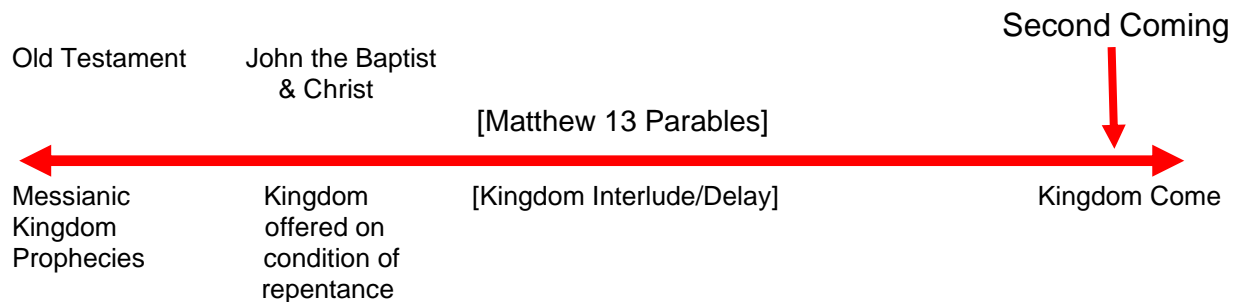 Second Coming
Old Testament
John the Baptist
& Christ
[Matthew 13 Parables]
Messianic
Kingdom
Prophecies
Kingdom
offered on
condition of
repentance
[Kingdom Interlude/Delay]
Kingdom Come